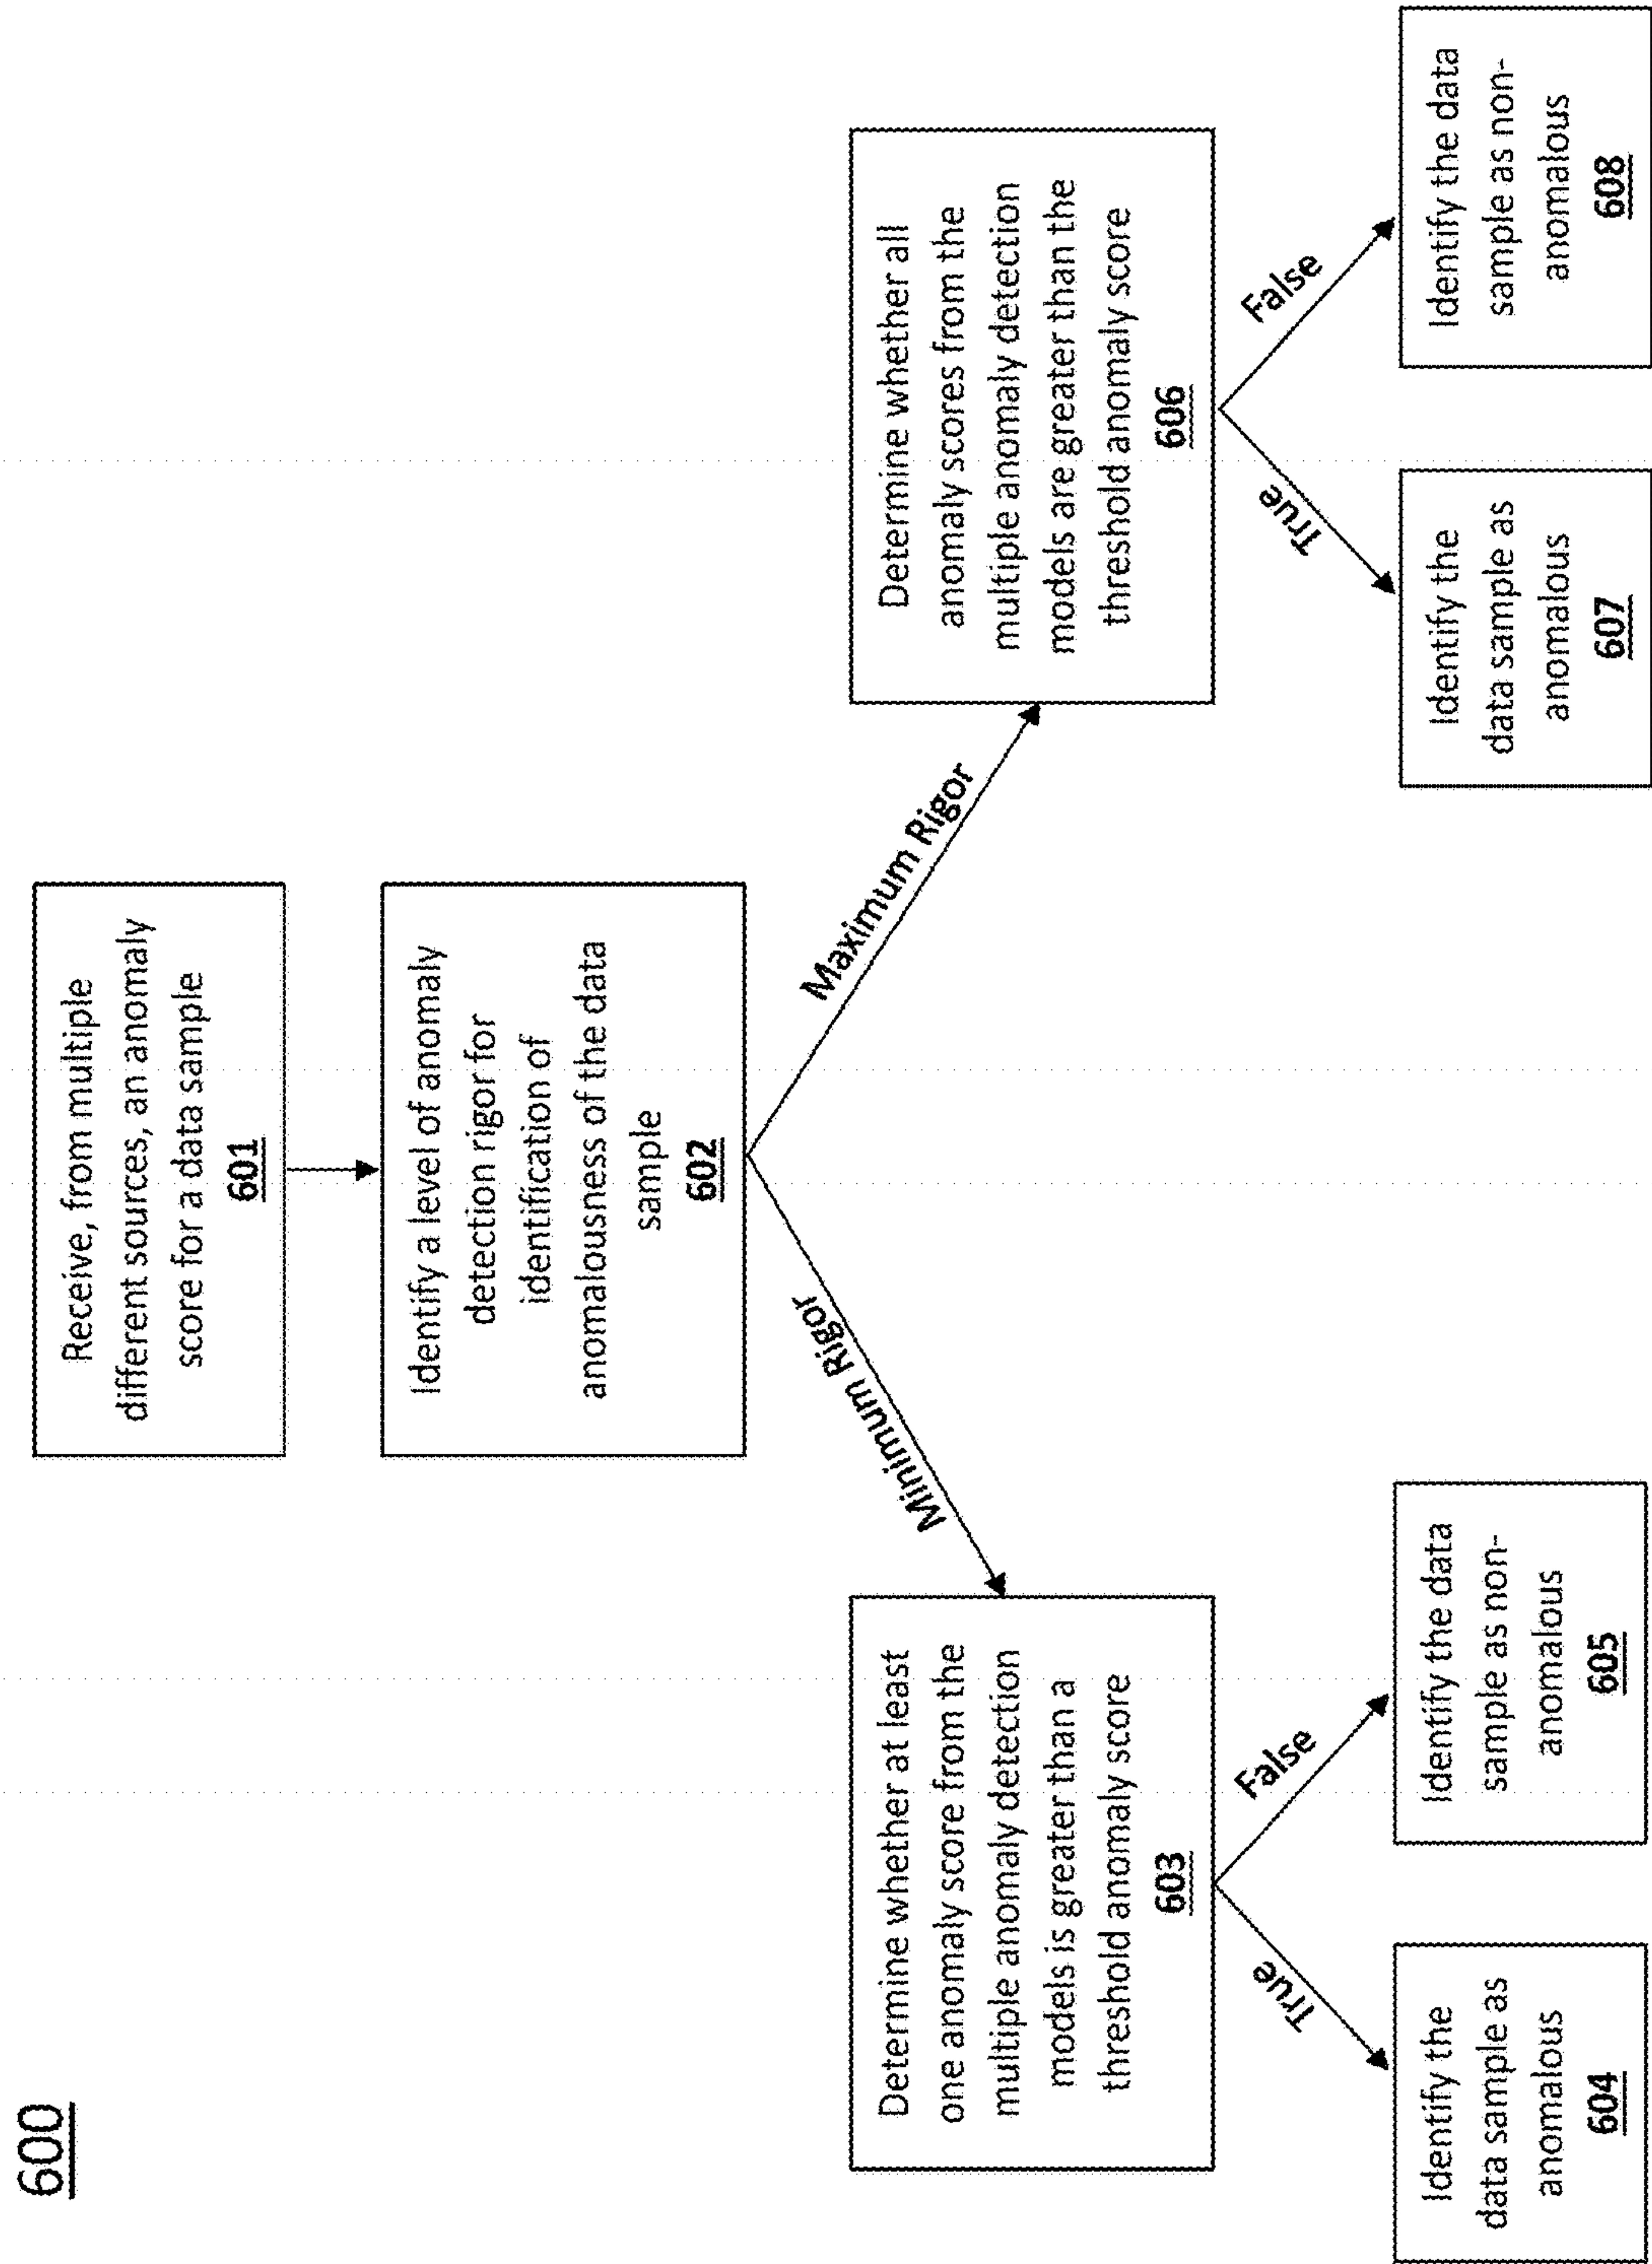 600
Receive, from multiple
different sources, an anomaly
score for a data sample
601
Identify a level of anomaly
detection rigor for
identification of
anomalousness of the data
sample
602
Minimum Rigor
Maximum Rigor
Determine whether at least
one anomaly score from the
multiple anomaly detection
models is greater than a
threshold anomaly score
603
True
False
Identify the
data sample as
anomalous
604
Identify the data
sample as non-
anomalous
605
Determine whether all
anomaly scores from the
multiple anomaly detection
models are greater than the
threshold anomaly score
606
True
False
Identify the
data sample as
anomalous
607
Identify the data
sample as non-
anomalous
608